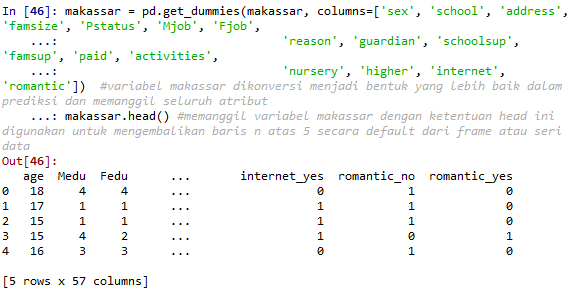 In [46]: makassar = pd.get_dummies(makassar, columns=['sex', 'school', 'address',
'famsize', 'Pstatus', 'Mjob', 'Fjob',
...: 'reason', 'guardian', 'schoolsup',
'famsup', 'paid', 'activities',
...: 'nursery', 'higher', 'internet',
'romantic']) #variabel makassar dikonversi menjadi bentuk yang lebih baik dalam
prediksi dan memanggil seluruh atribut
...: makassar.head() #memanggil variabel makassar dengan ketentuan head ini
digunakan untuk mengembalikan baris n atas 5 secara default dari frame atau seri
data
Out[46]:
age Medu Fedu ... internet_yes romantic_no romantic_yes
0 18 4 4 ... 0 1 0
1 17 1 1 ... 1 1 0
2 15 1 1 ... 1 1 0
3 15 4 2 ... 1 0 1
4 16 3 3 ... 0 1 0
[5 rows x 57 columns]